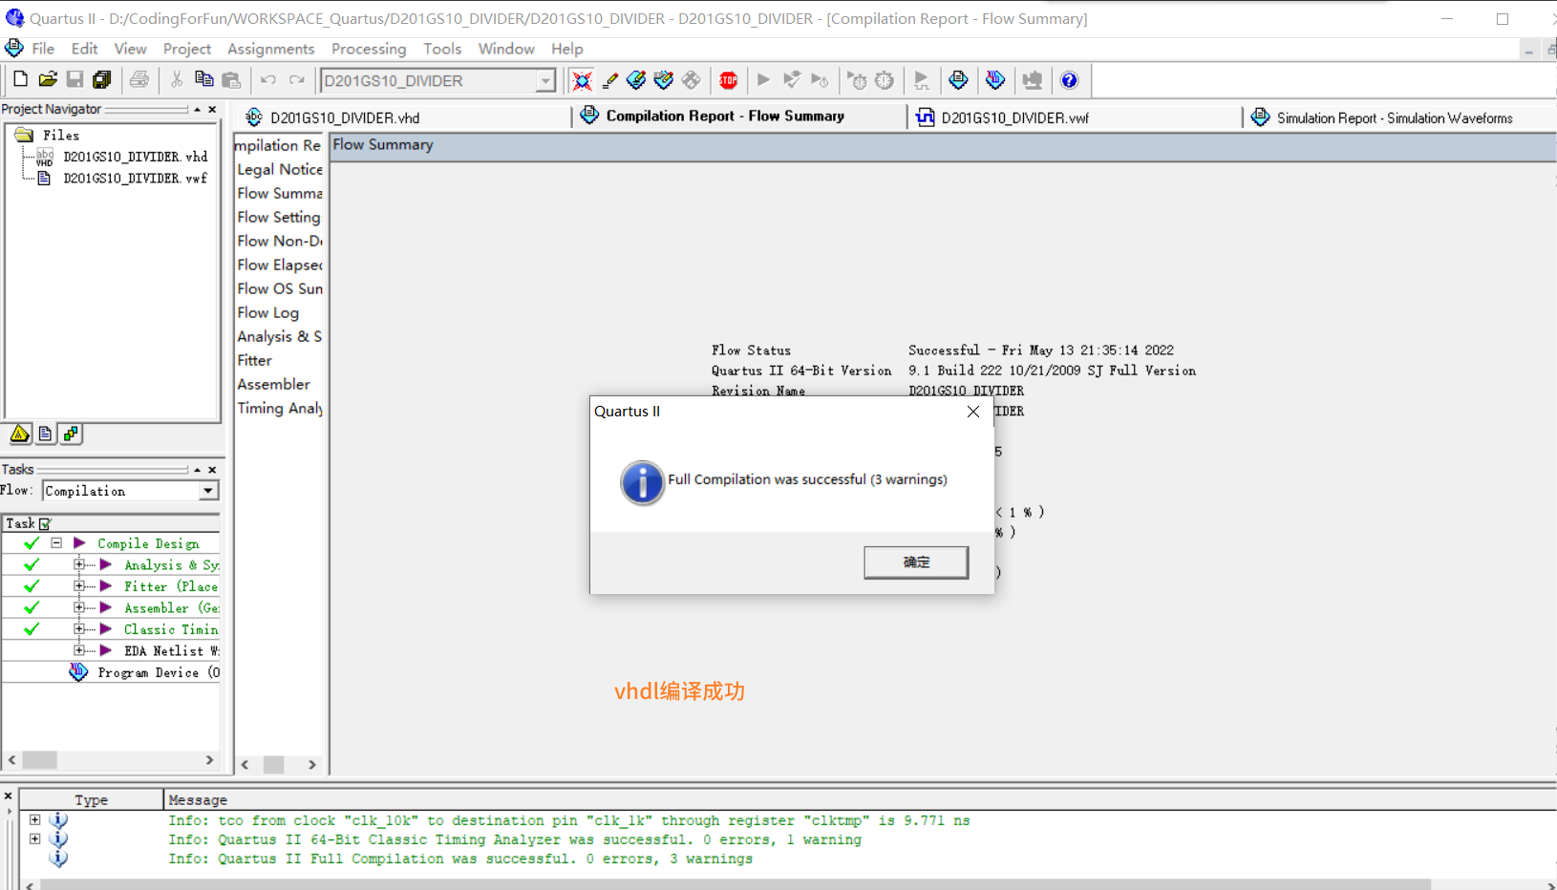 Quartus II - D:/CodingForFun/WORKSPACE_Quartus/D201GS10_DIVIDER/D201GS10_DIVIDER - D201GS10_DIVIDER - [Compilation Report - Flow Summary]
File Edit View Project Assignments Processing Tools Window Help
D201GS10_DIVIDER
STOP
Project Navigator
Files
D201GS10_DIVIDER.vhd
D201GS10_DIVIDER.vwf
Tasks
Flow: Compilation
Task
Compile Design
Analysis & Sy
Fitter (Place
Assembler (Ge
Classic Timin
EDA Netlist W
Program Device (O
abc D201GS10_DIVIDER.vhd
Compilation Report - Flow Summary
D201GS10_DIVIDER.vwf
Simulation Report - Simulation Waveforms
mpilation Re
Legal Notice
Flow Summa
Flow Setting
Flow Non-De
Flow Elapsed
Flow OS Sum
Flow Log
Analysis & S
Fitter
Assembler
Timing Analy
Flow Summary
Flow Status Successful - Fri May 13 21:35:14 2022
Quartus II 64-Bit Version 9.1 Build 222 10/21/2009 SJ Full Version
Revision Name D201GS10_DIVIDER
IDER
5
< 1 % )
% )
)
Quartus II
Full Compilation was successful (3 warnings)
确定
vhdl编译成功
Type Message
Info: tco from clock "clk_10k" to destination pin "clk_1k" through register "clktmp" is 9.771 ns
Info: Quartus II 64-Bit Classic Timing Analyzer was successful. 0 errors, 1 warning
Info: Quartus II Full Compilation was successful. 0 errors, 3 warnings